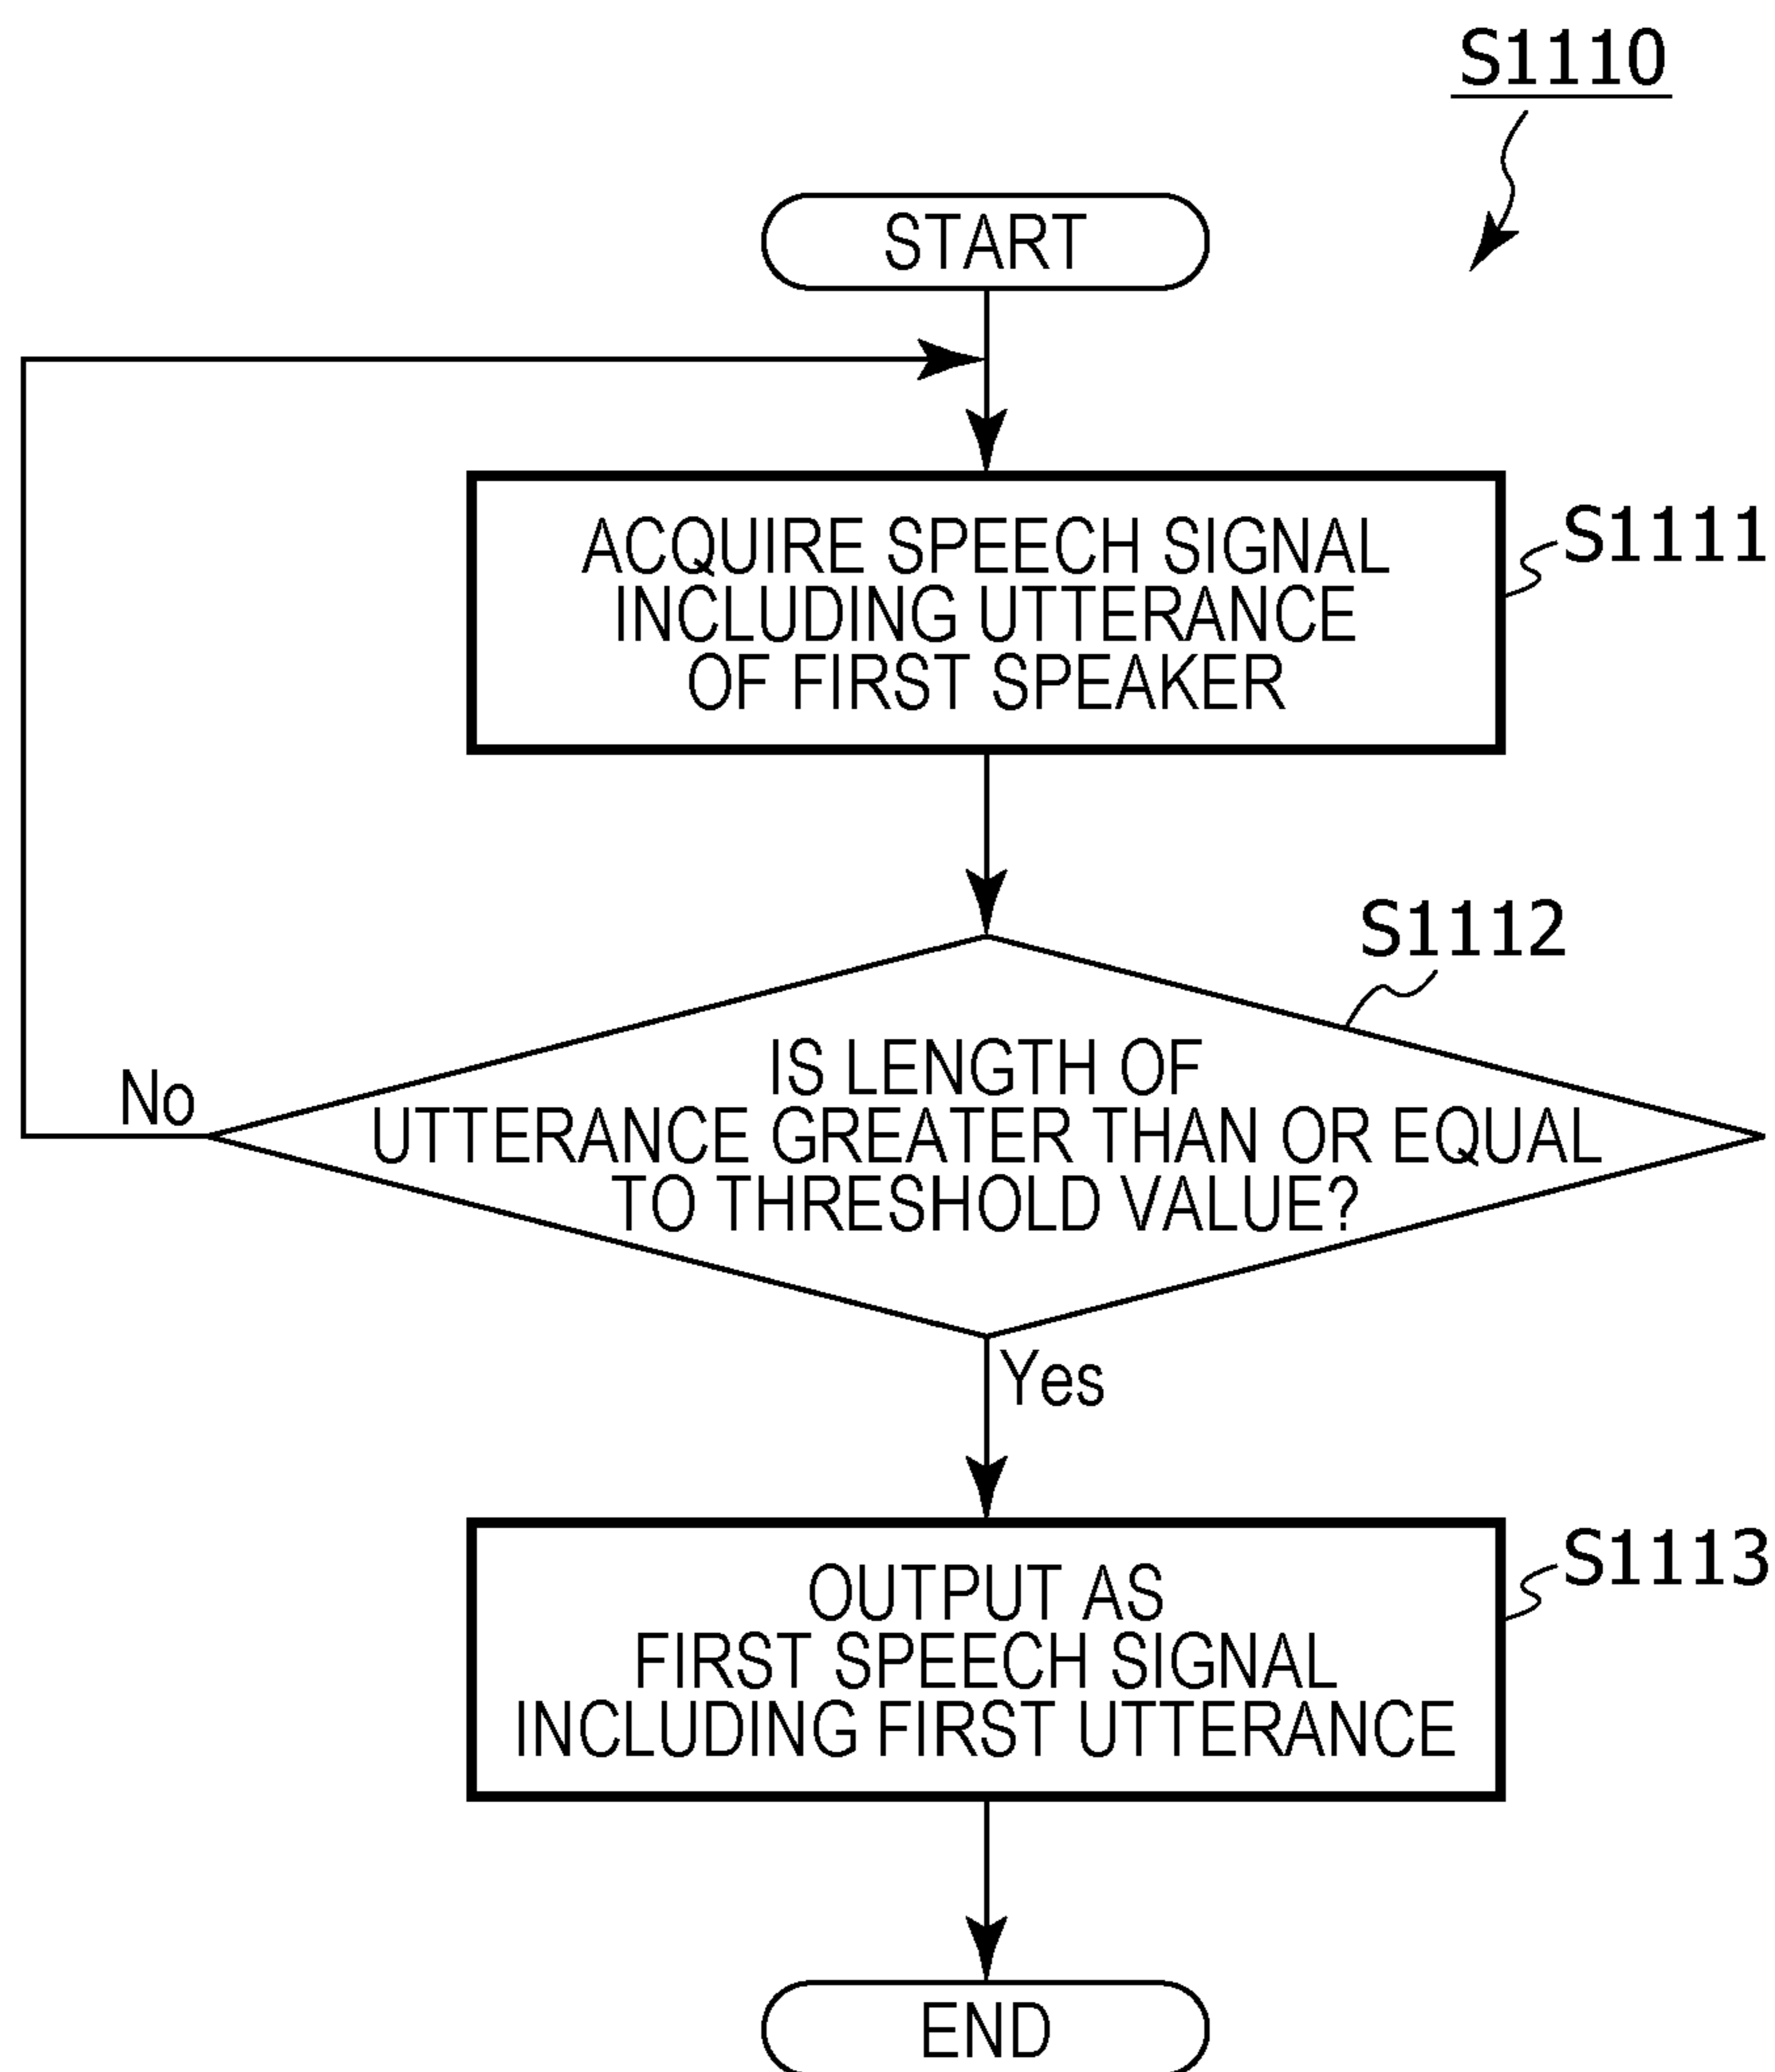 S1110
START
ACQUIRE SPEECH SIGNAL
INCLUDING UTTERANCE
OF FIRST SPEAKER
S1111
S1112
IS LENGTH OF
UTTERANCE GREATER THAN OR EQUAL
TO THRESHOLD VALUE?
No
Yes
OUTPUT AS
FIRST SPEECH SIGNAL
INCLUDING FIRST UTTERANCE
S1113
END